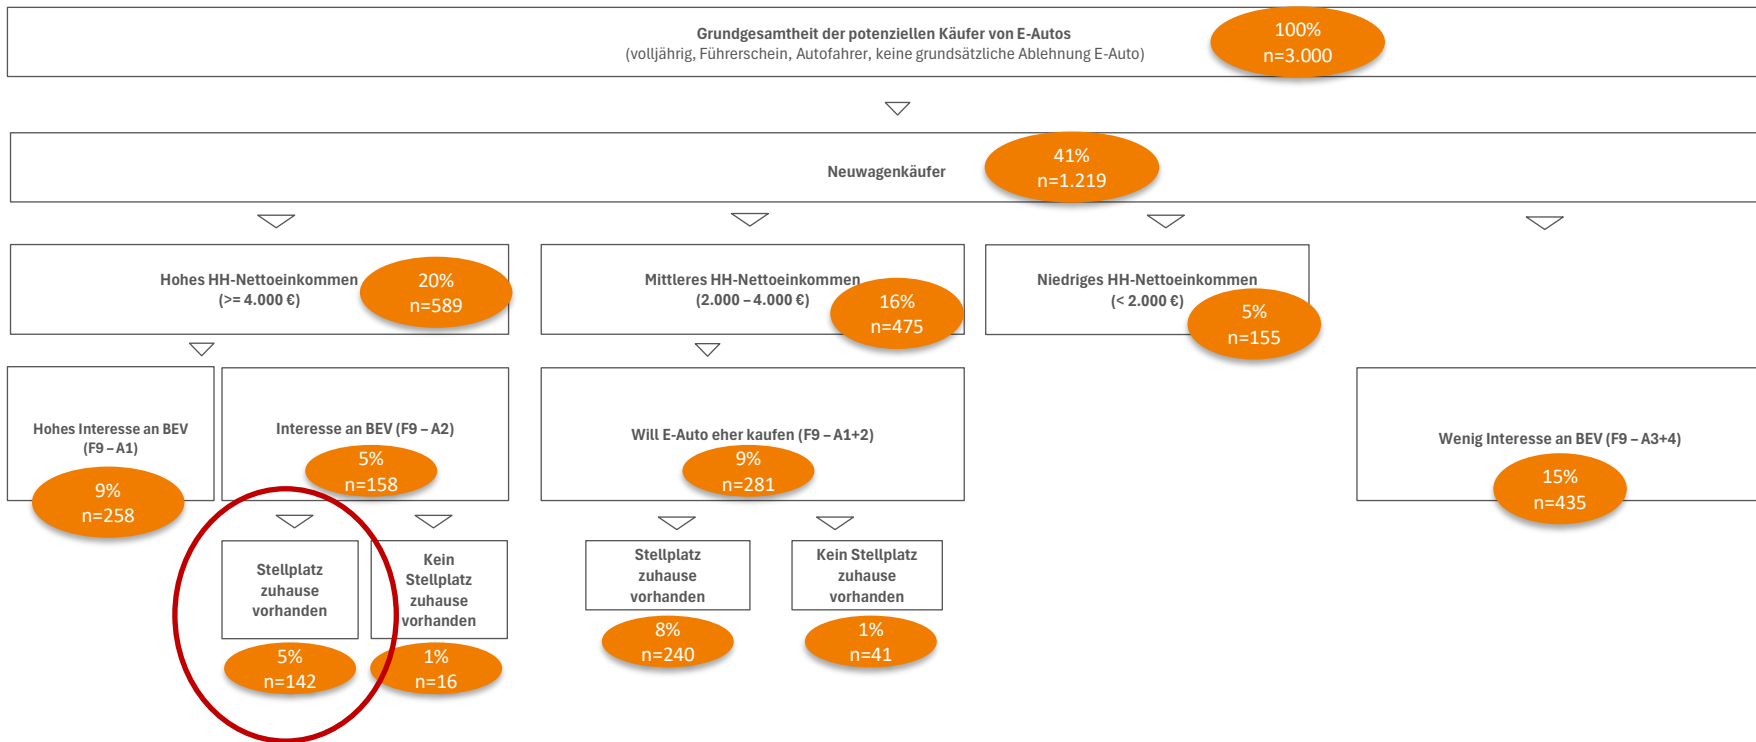 Grundgesamtheit der potenziellen Käufer von E-Autos
(volljährig, Führerschein, Autofahrer, keine grundsätzliche Ablehnung E-Auto)
100%
n=3.000
Neuwagenkäufer
41%
n=1.219
Hohes HH-Nettoeinkommen
(>= 4.000 €)
20%
n=589
Mittleres HH-Nettoeinkommen
(2.000 – 4.000 €)
16%
n=475
Niedriges HH-Nettoeinkommen
(< 2.000 €)
5%
n=155
Hohes Interesse an BEV
(F9 – A1)
9%
n=258
Interesse an BEV (F9 – A2)
5%
n=158
Will E-Auto eher kaufen (F9 – A1+2)
9%
n=281
Wenig Interesse an BEV (F9 – A3+4)
15%
n=435
Stellplatz
zuhause
vorhanden
5%
n=142
Kein
Stellplatz
zuhause
vorhanden
1%
n=16
Stellplatz
zuhause
vorhanden
8%
n=240
Kein Stellplatz
zuhause
vorhanden
1%
n=41